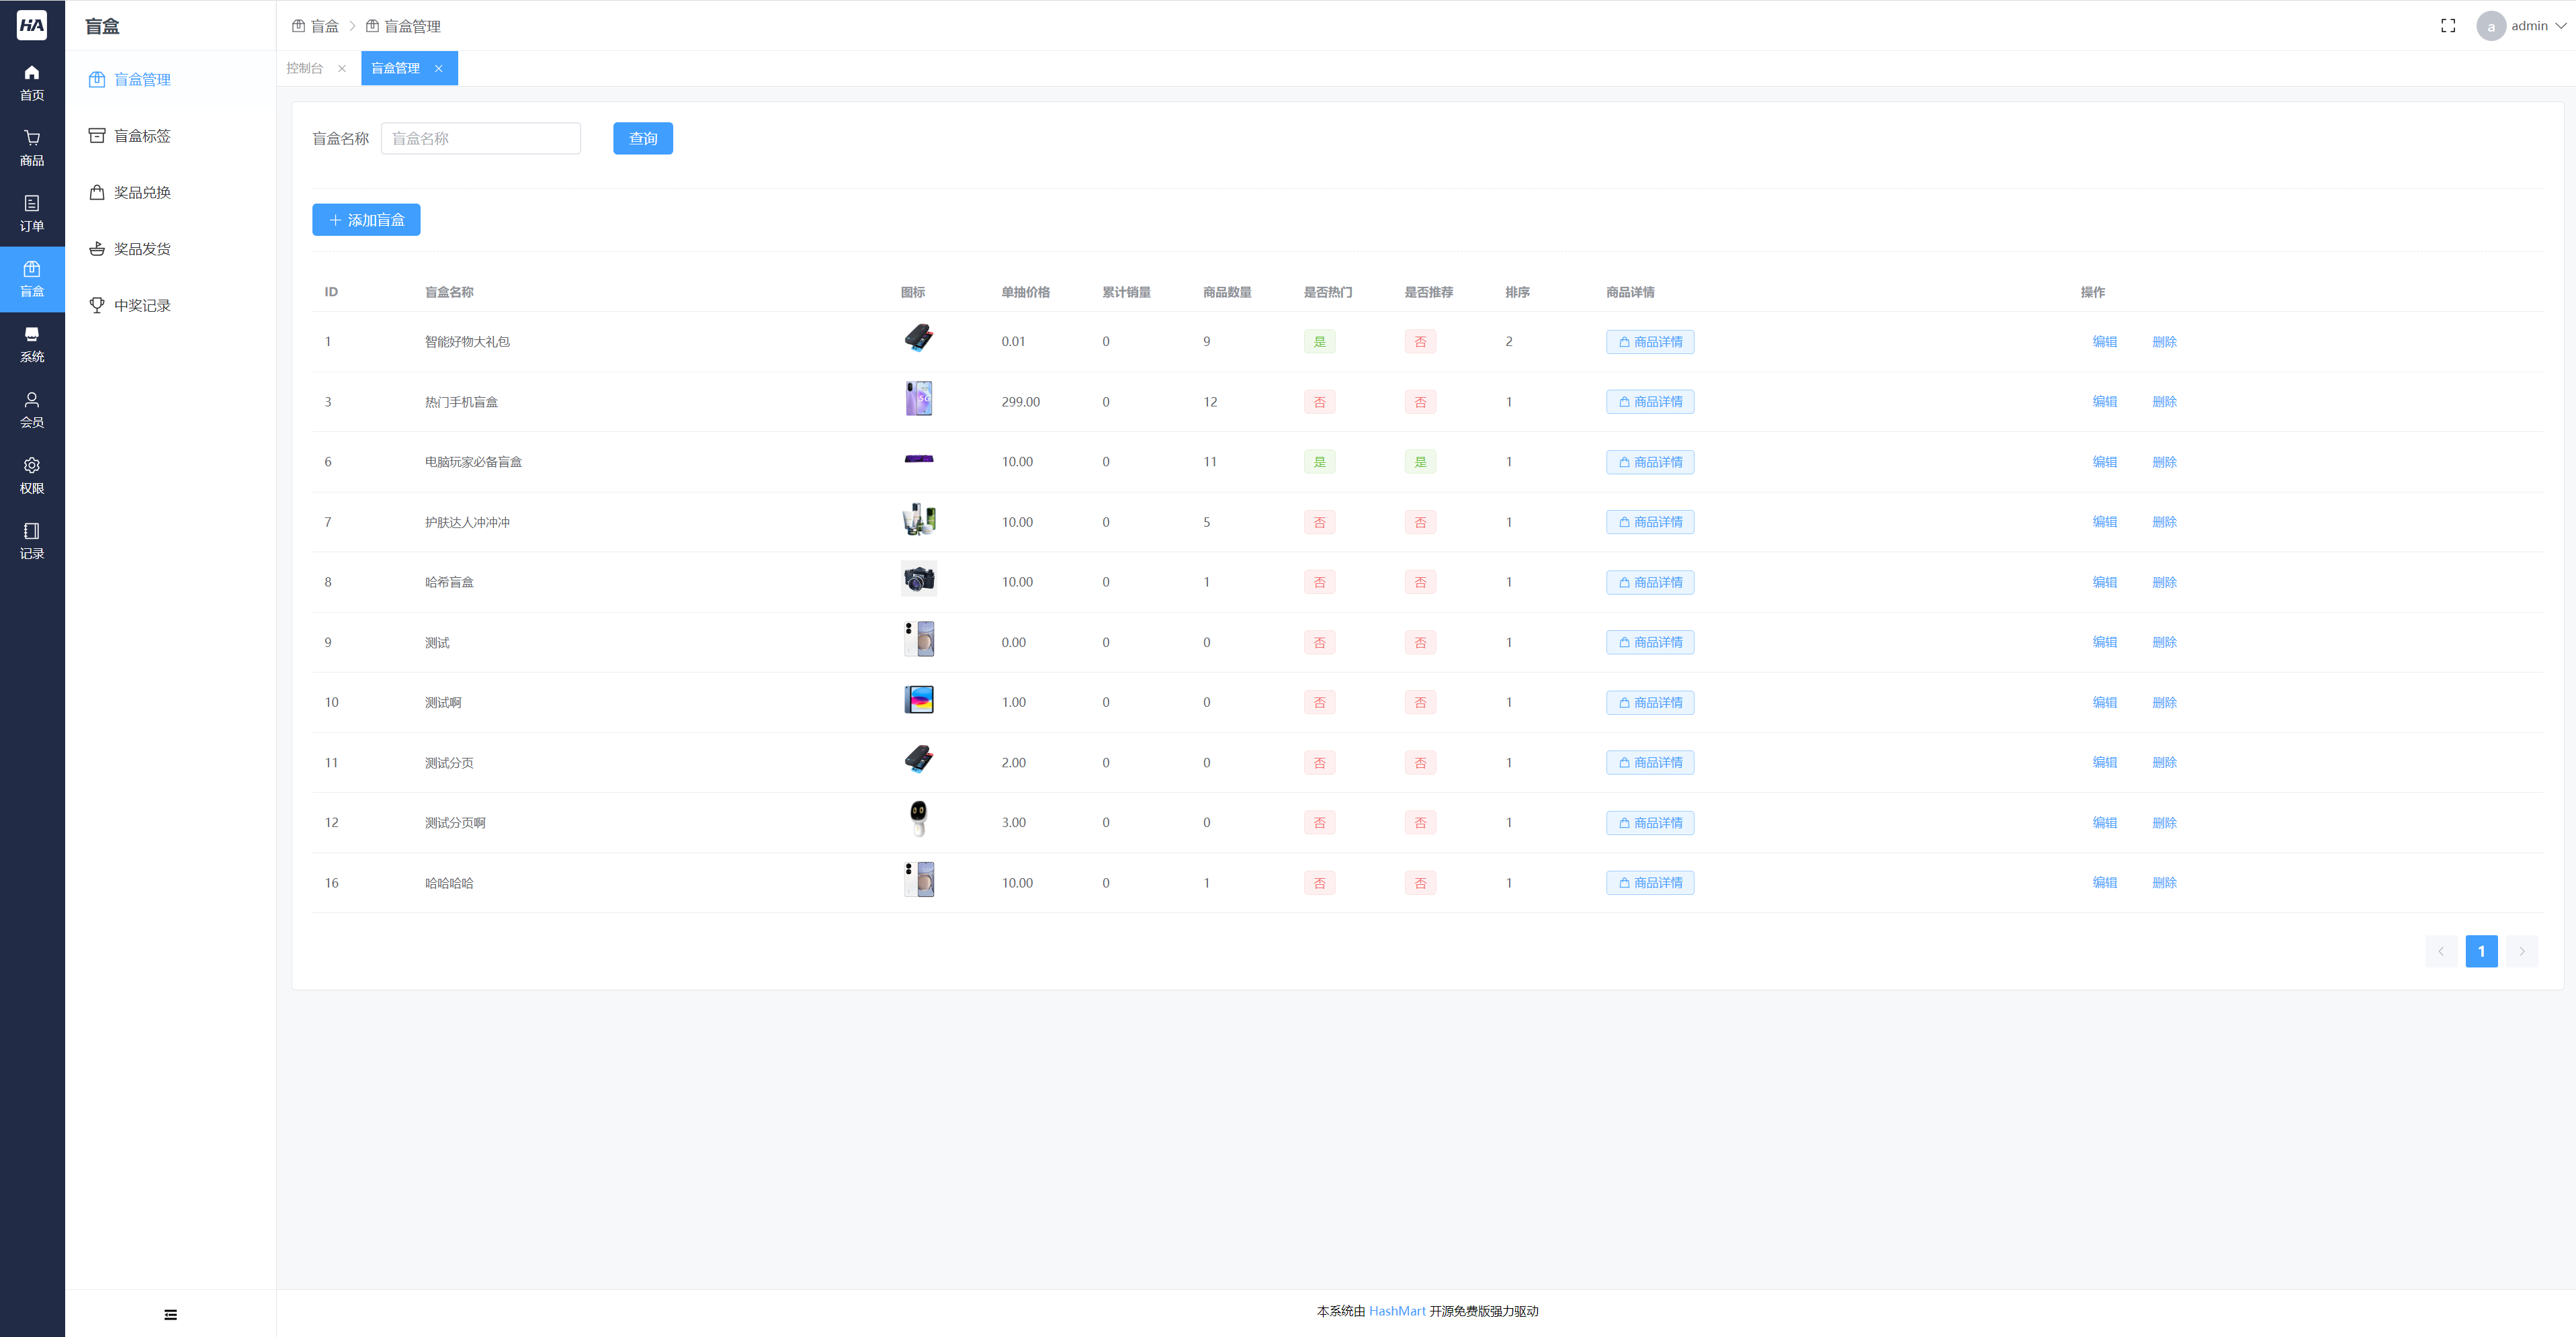 HA
盲盒
盲盒 > 盲盒管理
a admin
首页
商品
订单
盲盒
系统
会员
权限
记录
盲盒管理
盲盒标签
奖品兑换
奖品发货
中奖记录
控制台 × 盲盒管理 ×
盲盒名称 盲盒名称 查询
+ 添加盲盒
ID 盲盒名称 图标 单抽价格 累计销量 商品数量 是否热门 是否推荐 排序 商品详情 操作
1 智能好物大礼包 0.01 0 9 是 否 2 商品详情 编辑 删除
3 热门手机盲盒 299.00 0 12 否 否 1 商品详情 编辑 删除
6 电脑玩家必备盲盒 10.00 0 11 是 是 1 商品详情 编辑 删除
7 护肤达人冲冲冲 10.00 0 5 否 否 1 商品详情 编辑 删除
8 哈希盲盒 10.00 0 1 否 否 1 商品详情 编辑 删除
9 测试 0.00 0 0 否 否 1 商品详情 编辑 删除
10 测试啊 1.00 0 0 否 否 1 商品详情 编辑 删除
11 测试分页 2.00 0 0 否 否 1 商品详情 编辑 删除
12 测试分页啊 3.00 0 0 否 否 1 商品详情 编辑 删除
16 哈哈哈哈 10.00 0 1 否 否 1 商品详情 编辑 删除
< 1 >
本系统由 HashMart 开源免费版强力驱动